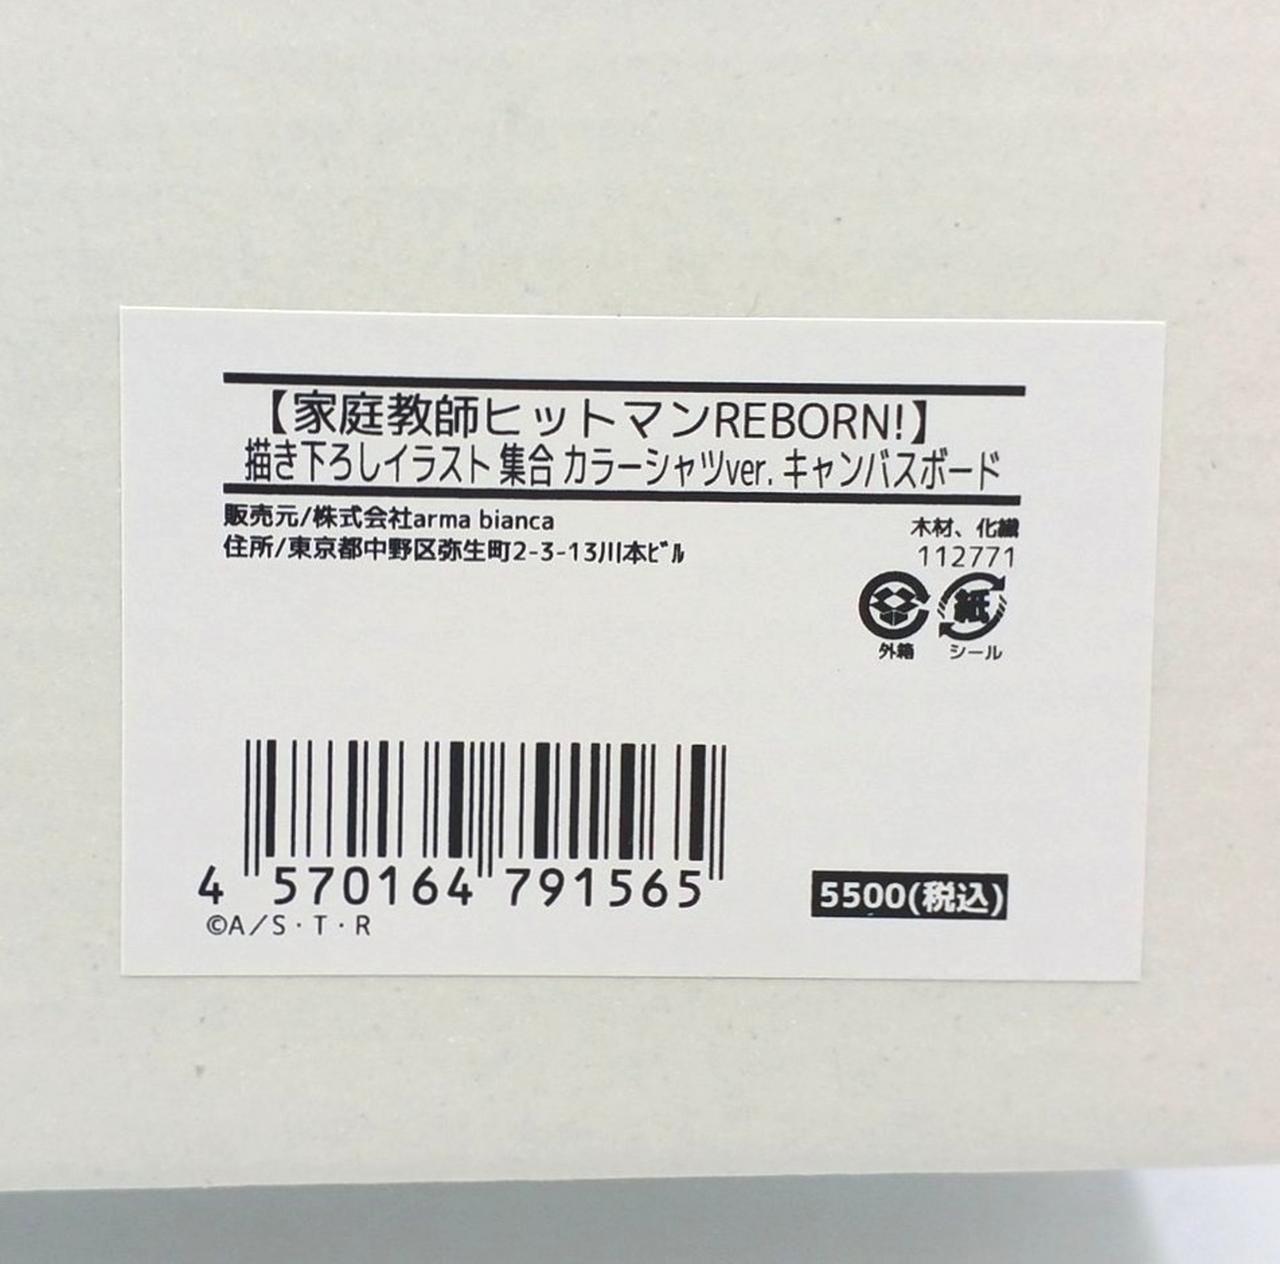 【家庭教師ヒットマンREBORN!】
描き下ろしイラスト 集合 カラーシャツver. キャンバスボード
販売元/株式会社arma bianca
住所/東京都中野区弥生町2-3-13川本ﾋﾞﾙ
木材、化繊
112771
紙
外箱 シール
4 570164 791565
5500(税込)
©A/S・T・R